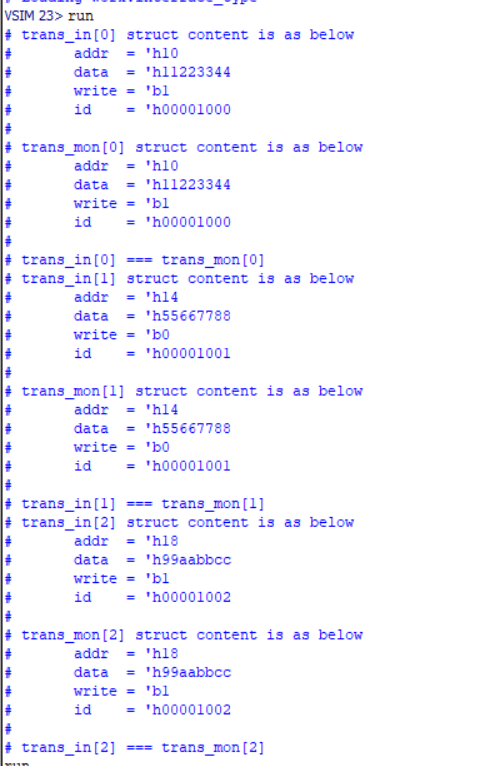 # Loading work.interface_type
VSIM 23> run
# trans_in[0] struct content is as below
#        addr  = 'h10
#        data  = 'h11223344
#        write = 'b1
#        id    = 'h00001000
#
# trans_mon[0] struct content is as below
#        addr  = 'h10
#        data  = 'h11223344
#        write = 'b1
#        id    = 'h00001000
#
# trans_in[0] === trans_mon[0]
# trans_in[1] struct content is as below
#        addr  = 'h14
#        data  = 'h55667788
#        write = 'b0
#        id    = 'h00001001
#
# trans_mon[1] struct content is as below
#        addr  = 'h14
#        data  = 'h55667788
#        write = 'b0
#        id    = 'h00001001
#
# trans_in[1] === trans_mon[1]
# trans_in[2] struct content is as below
#        addr  = 'h18
#        data  = 'h99aabbcc
#        write = 'b1
#        id    = 'h00001002
#
# trans_mon[2] struct content is as below
#        addr  = 'h18
#        data  = 'h99aabbcc
#        write = 'b1
#        id    = 'h00001002
#
# trans_in[2] === trans_mon[2]
run